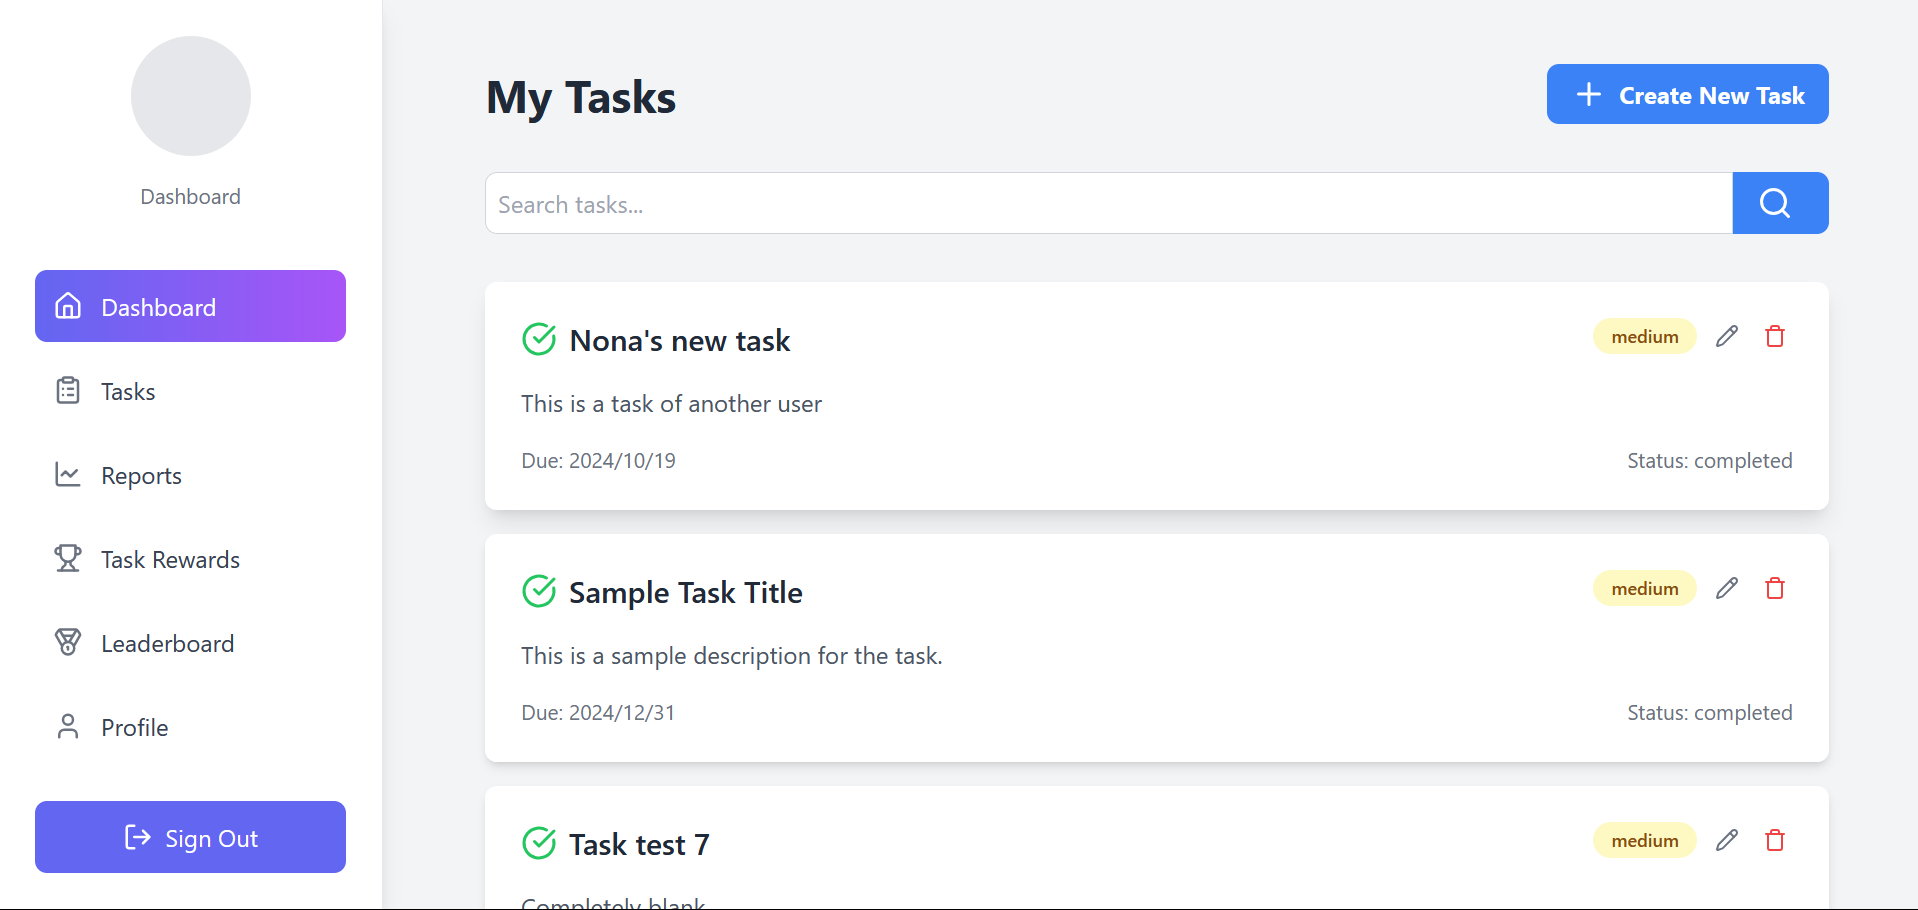 Dashboard
Dashboard
Tasks
Reports
Task Rewards
Leaderboard
Profile
Sign Out
My Tasks
Create New Task
Search tasks...
Nona's new task
medium
This is a task of another user
Due: 2024/10/19
Status: completed
Sample Task Title
medium
This is a sample description for the task.
Due: 2024/12/31
Status: completed
Task test 7
medium
Completely blank